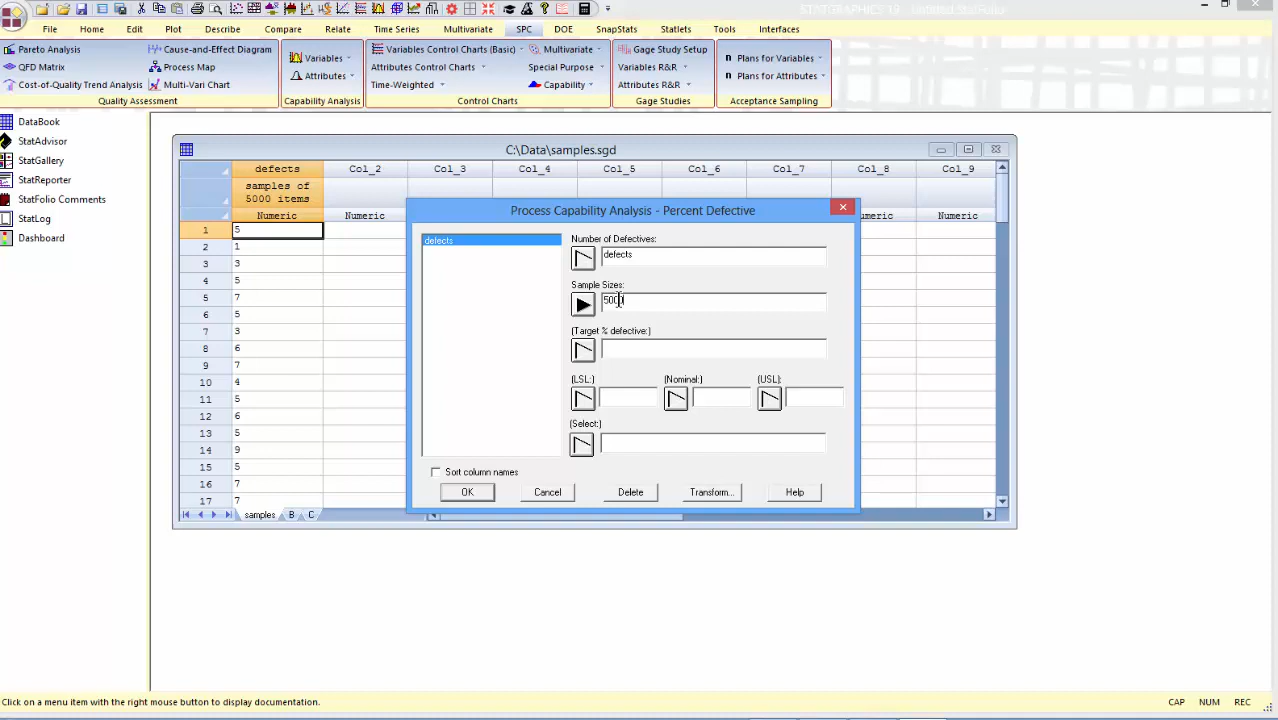 STATGRAPHICS 18 - Untitled StatFolio
File Home Edit Plot Describe Compare Relate Time Series Multivariate SPC DOE SnapStats Statlets Tools Interfaces
Pareto Analysis Cause-and-Effect Diagram Variables Variables Control Charts (Basic) Multivariate Gage Study Setup Plans for Variables
QFD Matrix Process Map Attributes Attributes Control Charts Special Purpose Variables R&R Plans for Attributes
Cost-of-Quality Trend Analysis Multi-Vari Chart Time-Weighted Capability Attributes R&R
Quality Assessment Capability Analysis Control Charts Gage Studies Acceptance Sampling
DataBook
StatAdvisor
StatGallery
StatReporter
StatFolio Comments
StatLog
Dashboard
C:\Data\samples.sgd
defects Col_2 Col_3 Col_4 Col_5 Col_6 Col_7 Col_8 Col_9
samples of
5000 items
Numeric Numeric Numeric Numeric
1 5
2 1
3 3
4 5
5 7
6 5
7 3
8 6
9 7
10 4
11 5
12 6
13 5
14 9
15 5
16 7
17 7
samples B C
Process Capability Analysis - Percent Defective
defects
Number of Defectives:
defects
Sample Sizes:
5000
(Target % defective:)
(LSL:) (Nominal:) (USL):
(Select:)
Sort column names
OK Cancel Delete Transform... Help
Click on a menu item with the right mouse button to display documentation.
CAP NUM REC